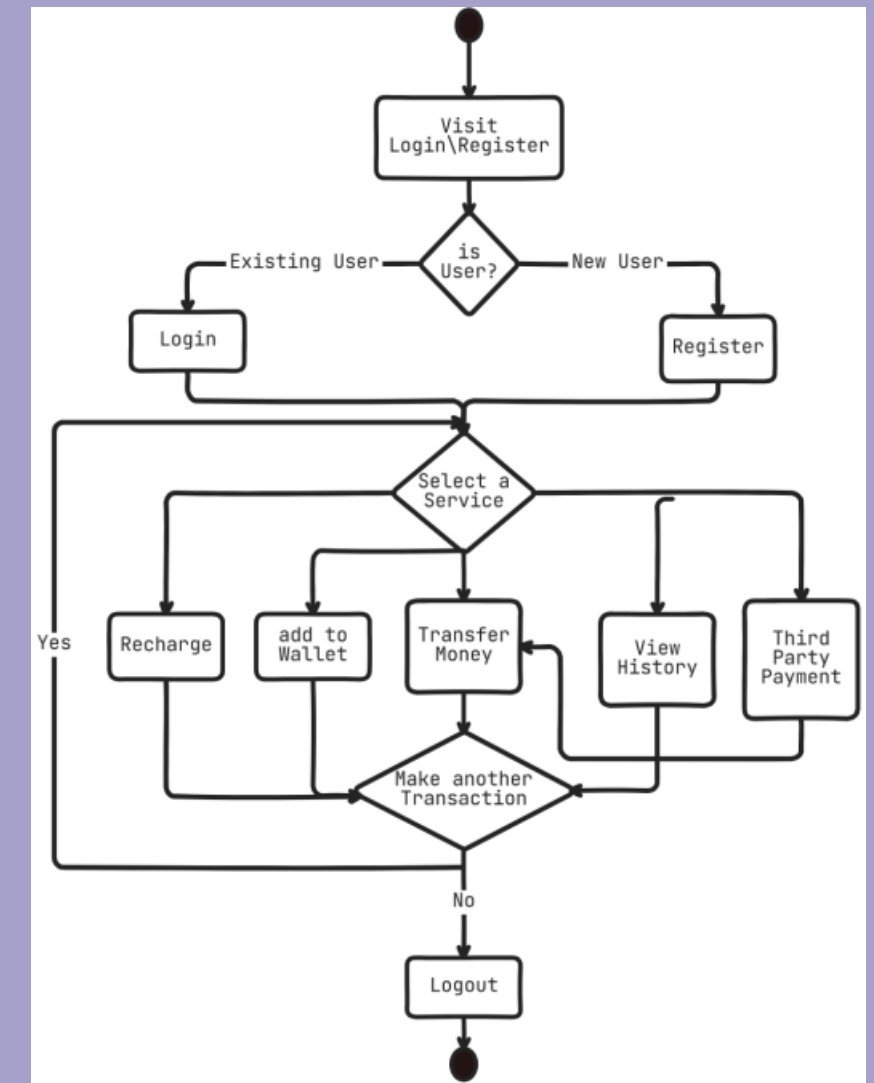 Visit
Login\Register
is
User?
Existing User
New User
Login
Register
Select a
Service
Recharge
add to
Wallet
Transfer
Money
View
History
Third
Party
Payment
Yes
Make another
Transaction
No
Logout